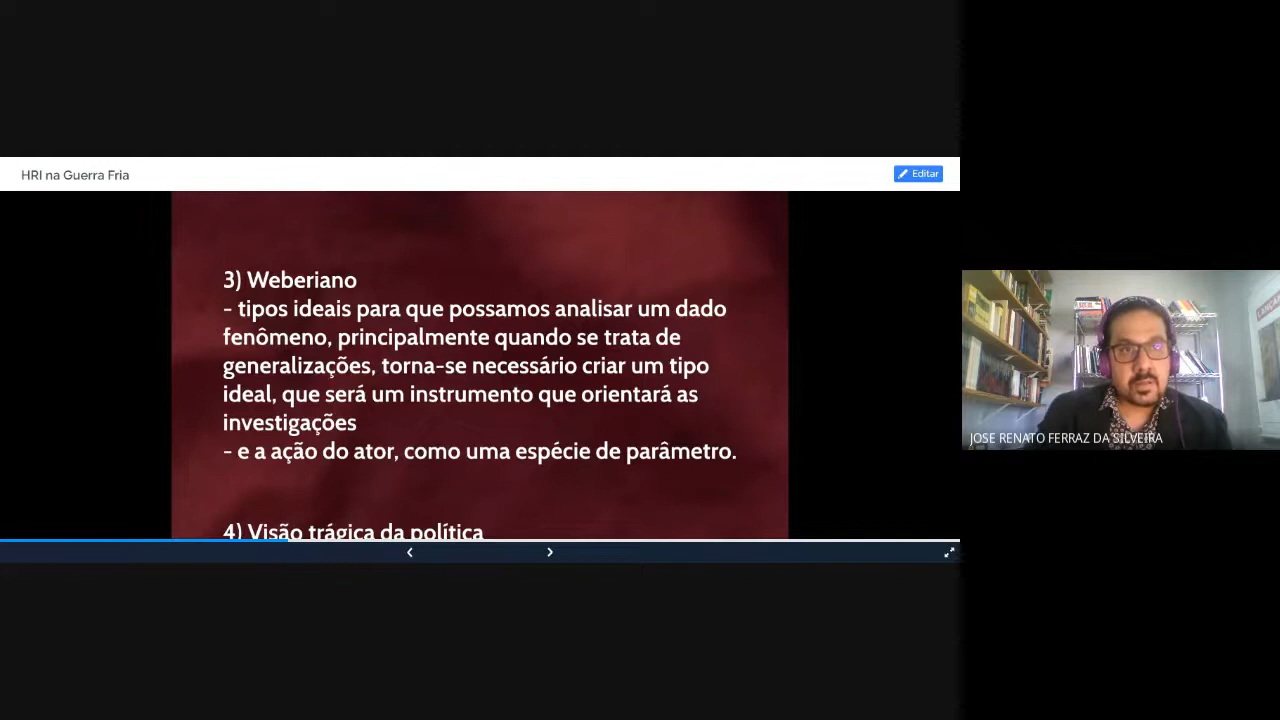 HRI na Guerra Fria
Editar
3) Weberiano
- tipos ideais para que possamos analisar um dado
fenômeno, principalmente quando se trata de
generalizações, torna-se necessário criar um tipo
ideal, que será um instrumento que orientará as
investigações
- e a ação do ator, como uma espécie de parâmetro.
4) Visão trágica da política
JOSE RENATO FERRAZ DA SILVEIRA